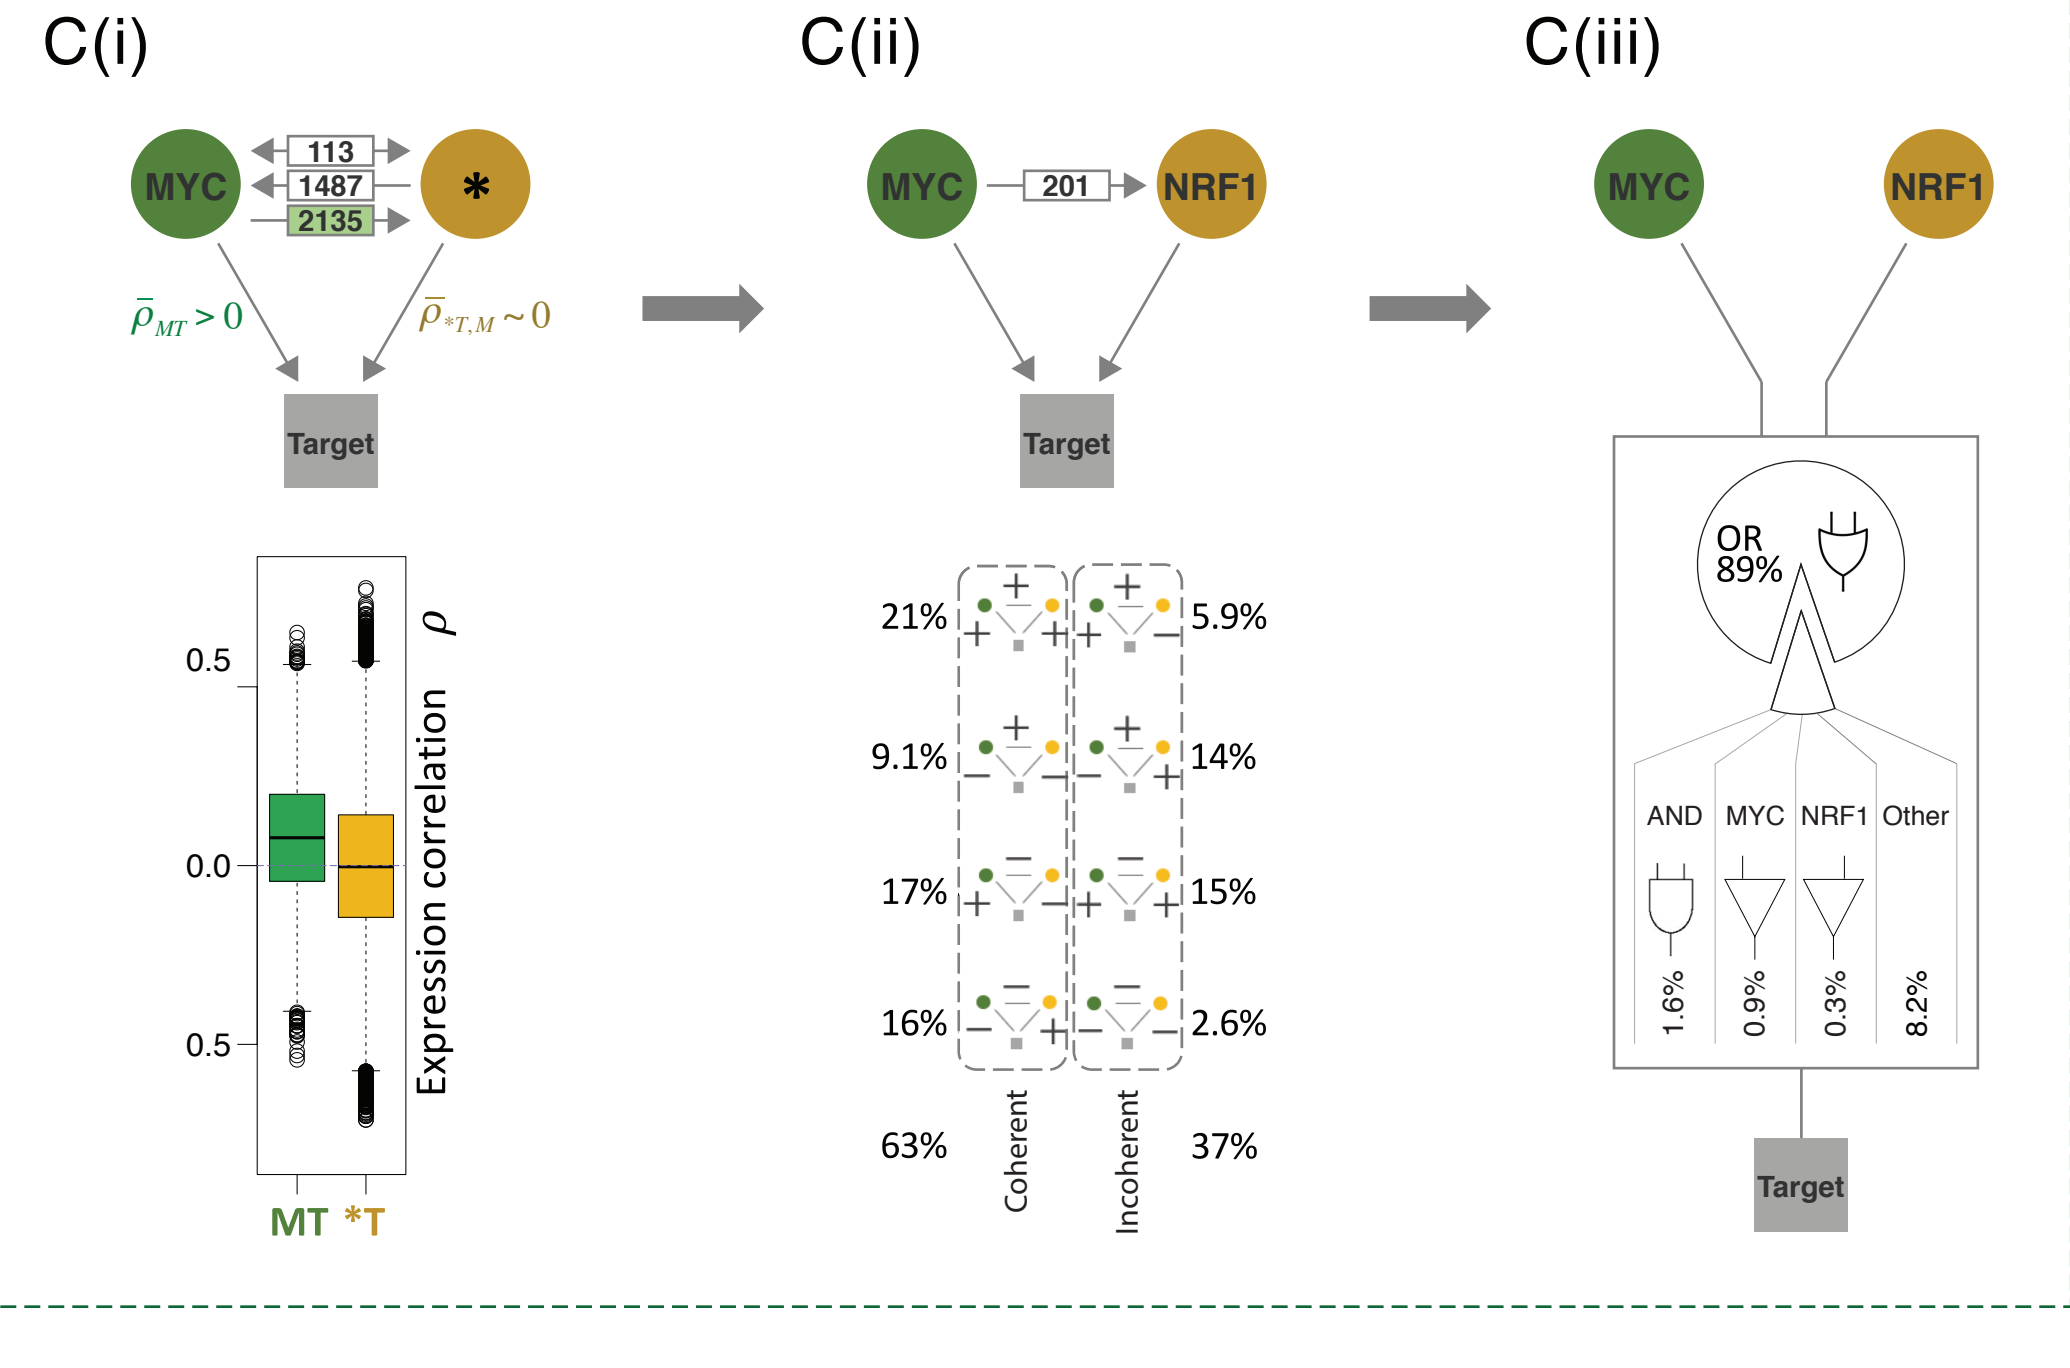 C(i)
C(ii)
C(iii)
MYC
113
1487
2135
*
ρ̄MT > 0
ρ̄*T,M ~ 0
Target
0.5
0.0
0.5
Expression correlation ρ
MT
*T
MYC
201
NRF1
Target
+
+ +
21%
+
+ −
5.9%
+
− −
9.1%
+
− +
14%
−
+ −
17%
−
+ +
15%
−
− +
16%
−
− −
2.6%
63%
Coherent
Incoherent
37%
MYC
NRF1
OR
89%
AND
MYC
NRF1
Other
1.6%
0.9%
0.3%
8.2%
Target